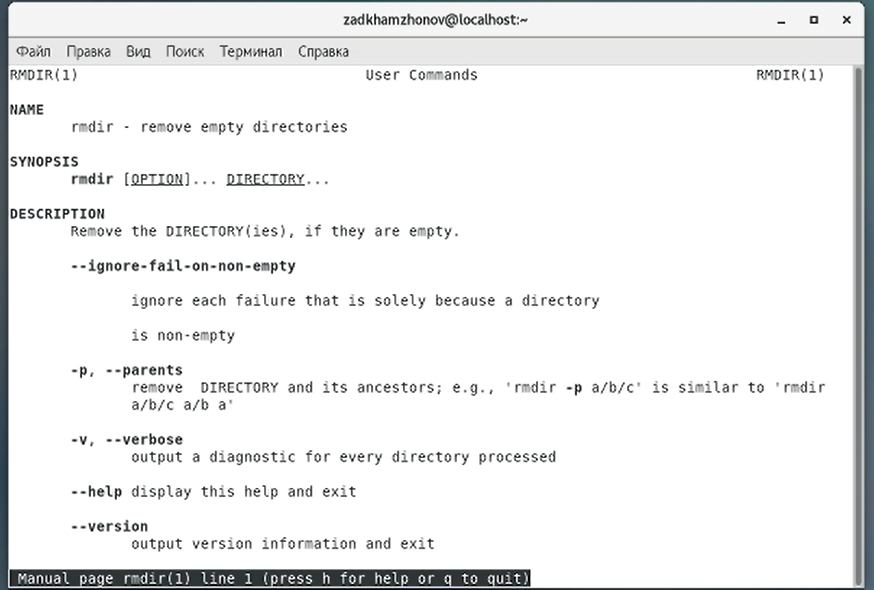 zadkhamzhonov@localhost:~
Файл Правка Вид Поиск Терминал Справка
RMDIR(1) User Commands RMDIR(1)
NAME
rmdir - remove empty directories
SYNOPSIS
rmdir [OPTION]... DIRECTORY...
DESCRIPTION
Remove the DIRECTORY(ies), if they are empty.
--ignore-fail-on-non-empty
ignore each failure that is solely because a directory
is non-empty
-p, --parents
remove DIRECTORY and its ancestors; e.g., 'rmdir -p a/b/c' is similar to 'rmdir
a/b/c a/b a'
-v, --verbose
output a diagnostic for every directory processed
--help display this help and exit
--version
output version information and exit
Manual page rmdir(1) line 1 (press h for help or q to quit)